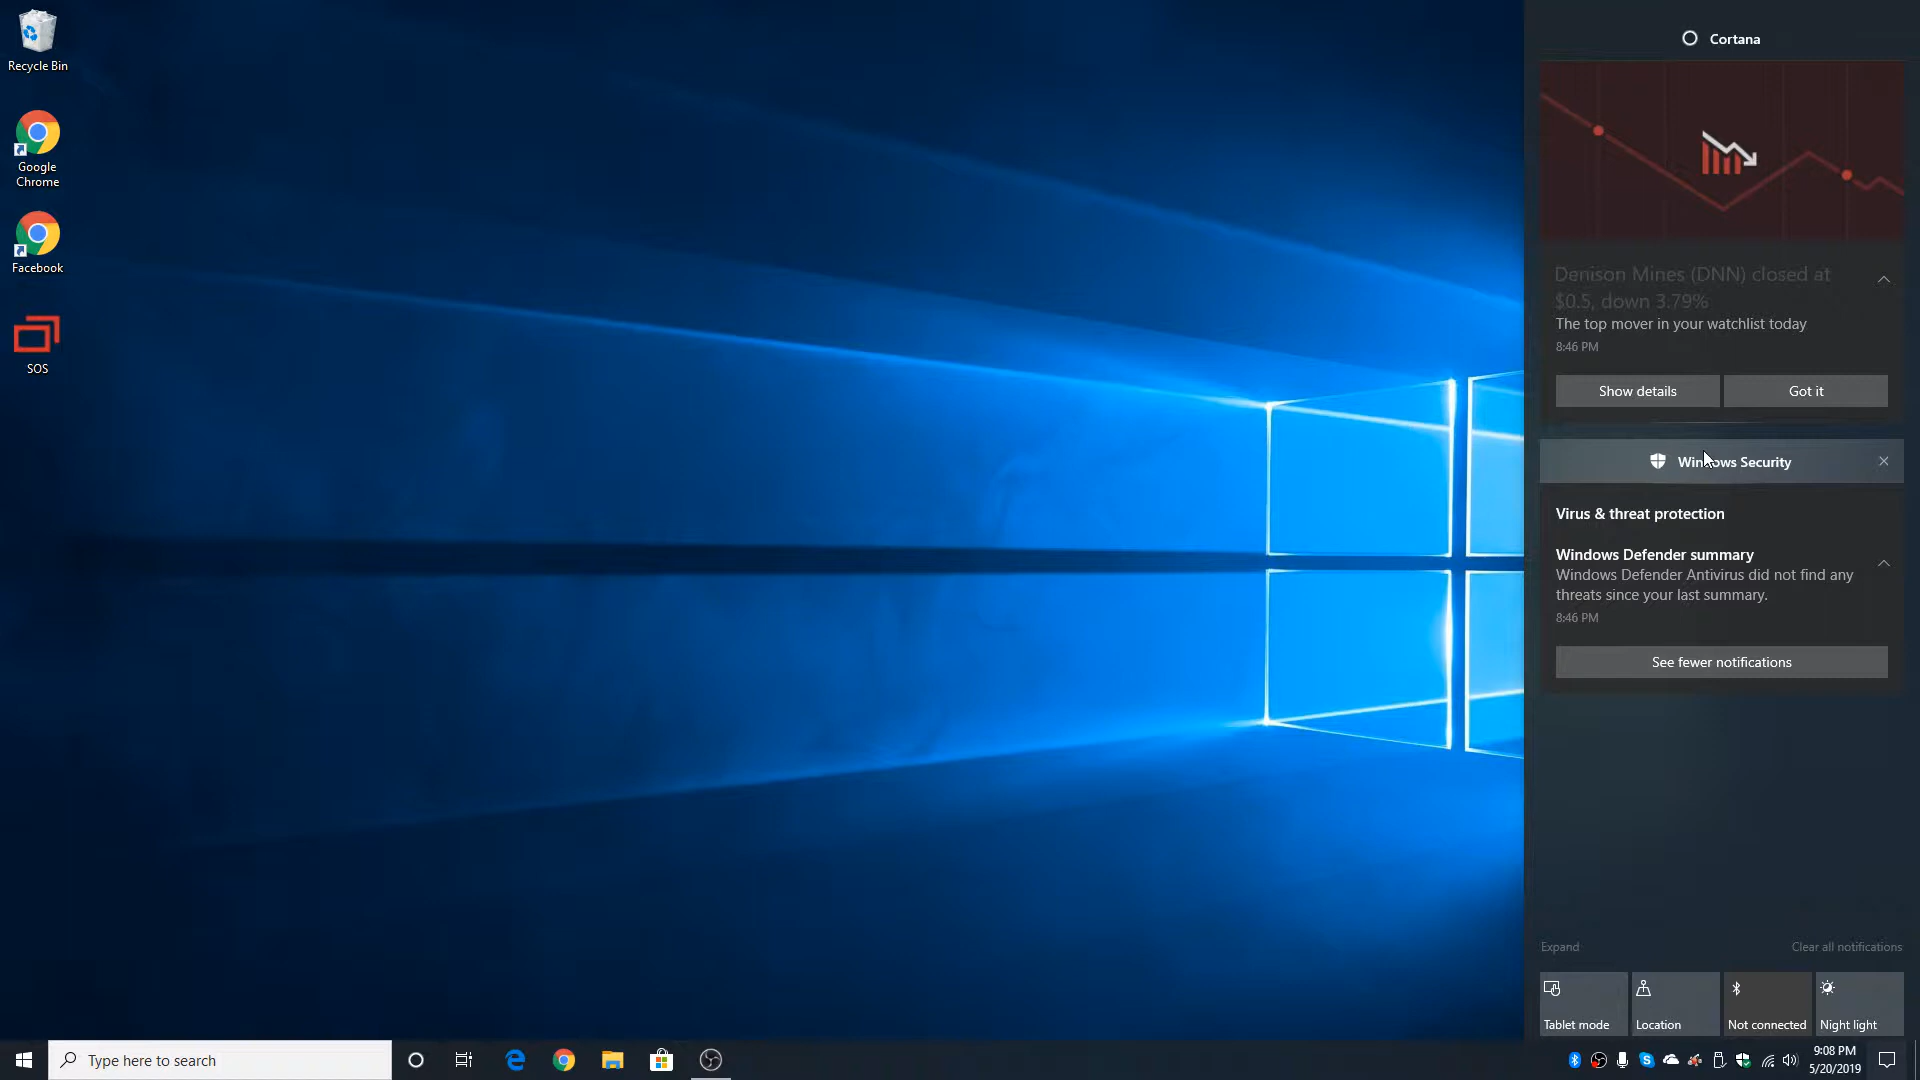 Recycle Bin
Google
Chrome
Facebook
SOS
Cortana
Denison Mines (DNN) closed at
$0.5, down 3.79%
The top mover in your watchlist today
8:46 PM
Show details
Got it
Windows Security
Virus & threat protection
Windows Defender summary
Windows Defender Antivirus did not find any
threats since your last summary.
8:46 PM
See fewer notifications
Expand
Clear all notifications
Tablet mode
Location
Not connected
Night light
Type here to search
9:08 PM
5/20/2019